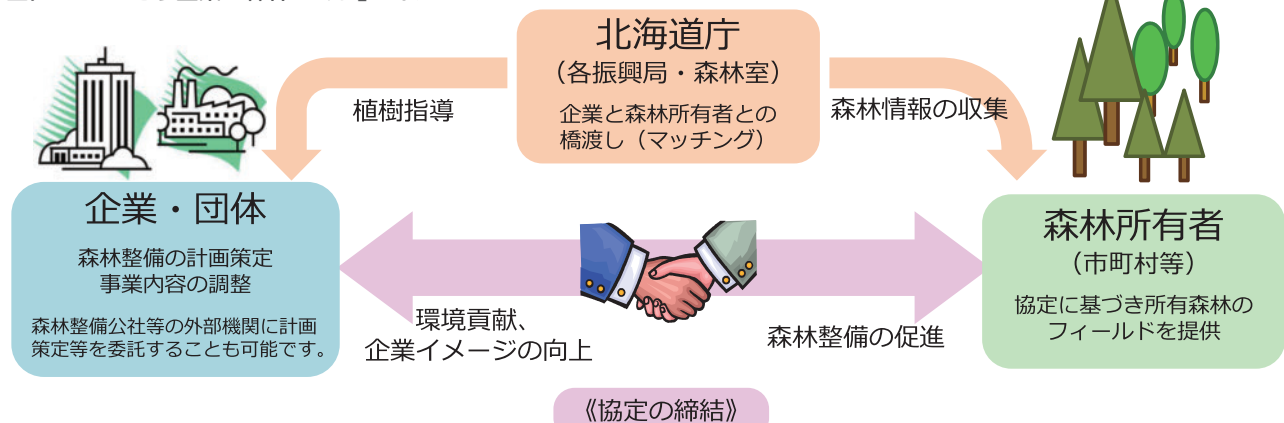 北海道庁
（各振興局・森林室）
企業と森林所有者との
橋渡し（マッチング）
植樹指導
森林情報の収集
企業・団体
森林整備の計画策定
事業内容の調整
森林整備公社等の外部機関に計画
策定等を委託することも可能です。
森林所有者
（市町村等）
協定に基づき所有森林の
フィールドを提供
環境貢献、
企業イメージの向上
森林整備の促進
《協定の締結》